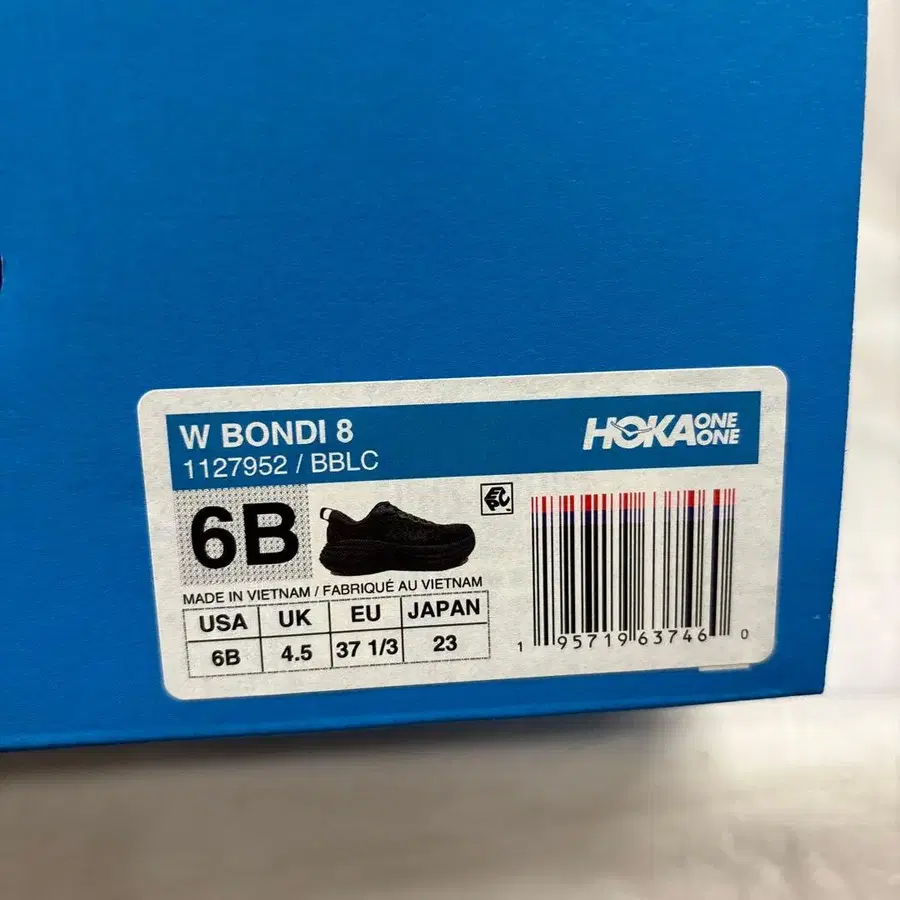 W BONDI 8
1127952 / BBLC
HOKA ONE ONE
6B
MADE IN VIETNAM / FABRIQUÉ AU VIETNAM
USA UK EU JAPAN
6B 4.5 37 1/3 23
1 95719 63746 0